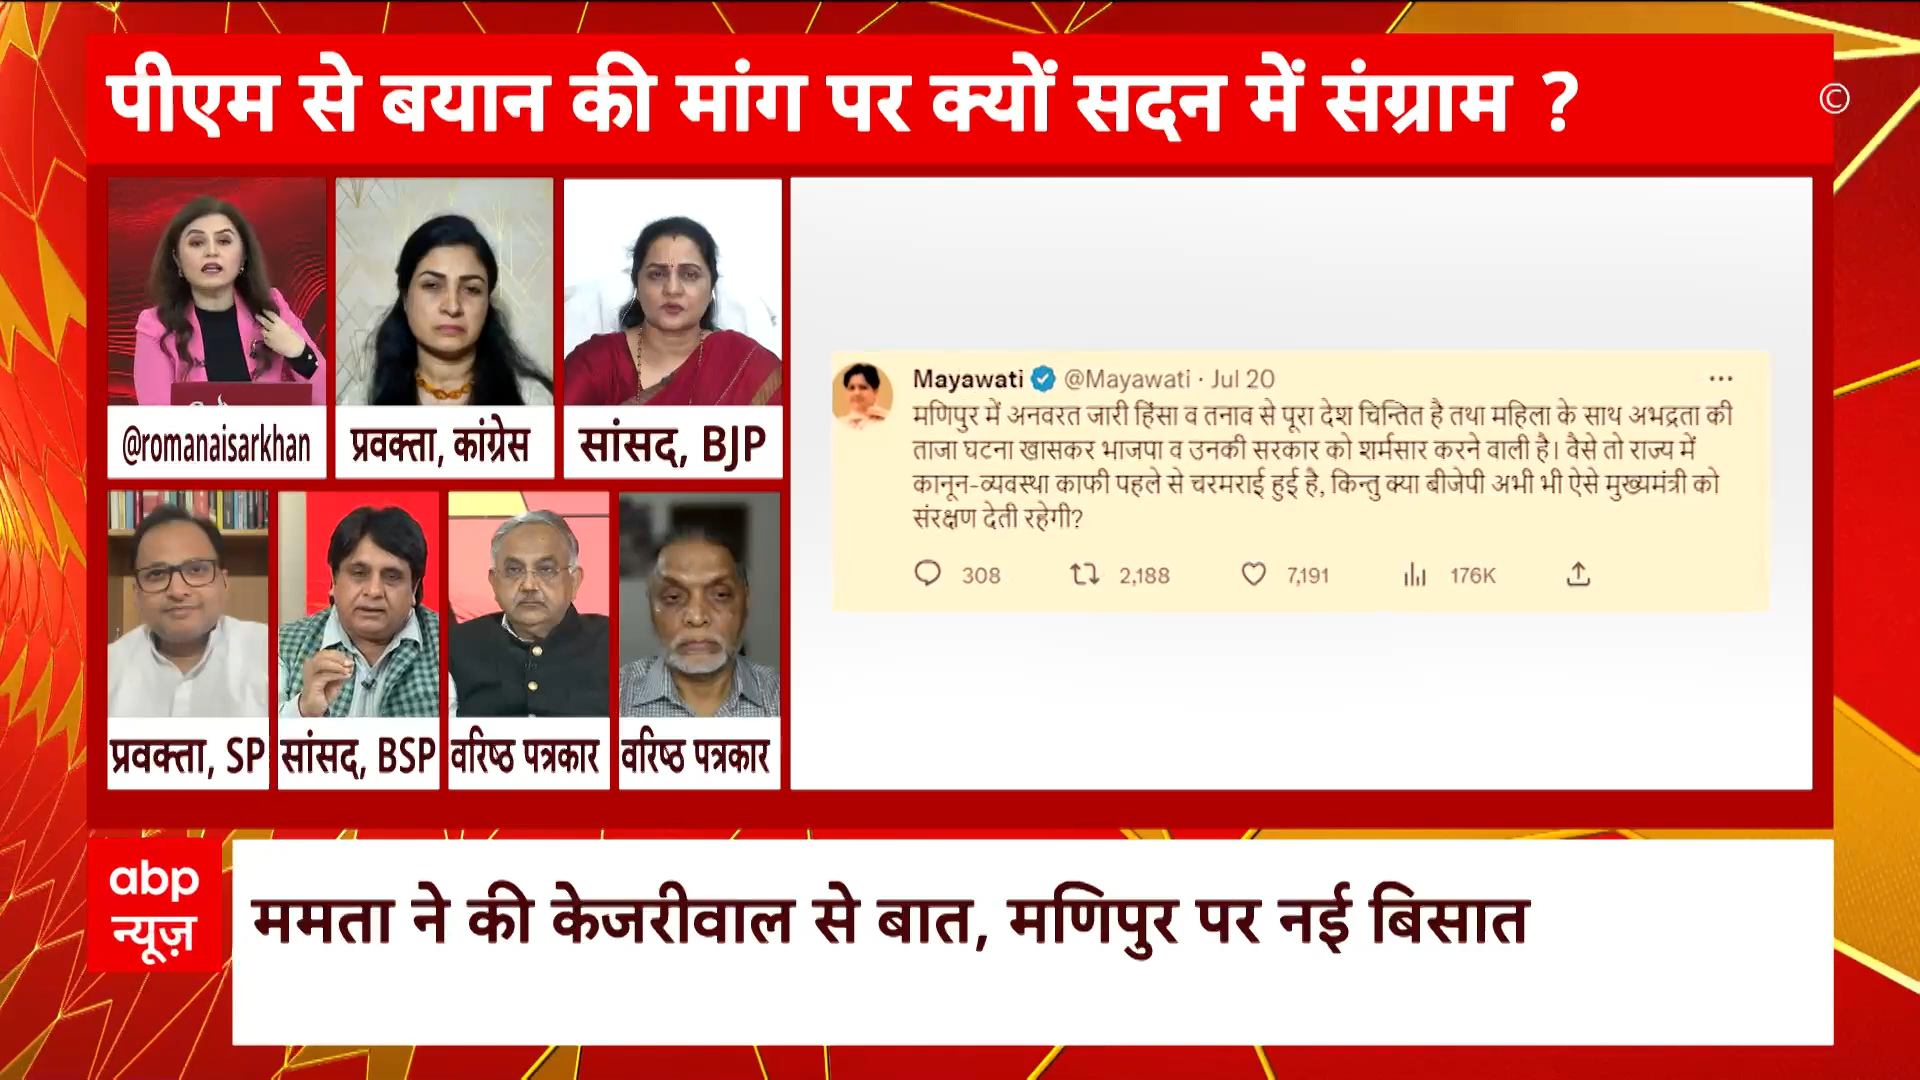 पीएम से बयान की मांग पर क्यों सदन में संग्राम ?
©
@romanaisarkhan
प्रवक्ता, कांग्रेस
सांसद, BJP
प्रवक्ता, SP
सांसद, BSP
वरिष्ठ पत्रकार
वरिष्ठ पत्रकार
Mayawati @Mayawati · Jul 20
मणिपुर में अनवरत जारी हिंसा व तनाव से पूरा देश चिन्तित है तथा महिला के साथ अभद्रता की
ताजा घटना खासकर भाजपा व उनकी सरकार को शर्मसार करने वाली है। वैसे तो राज्य में
कानून-व्यवस्था काफी पहले से चरमराई हुई है, किन्तु क्या बीजेपी अभी भी ऐसे मुख्यमंत्री को
संरक्षण देती रहेगी?
308 2,188 7,191 176K
abp
न्यूज़
ममता ने की केजरीवाल से बात, मणिपुर पर नई बिसात